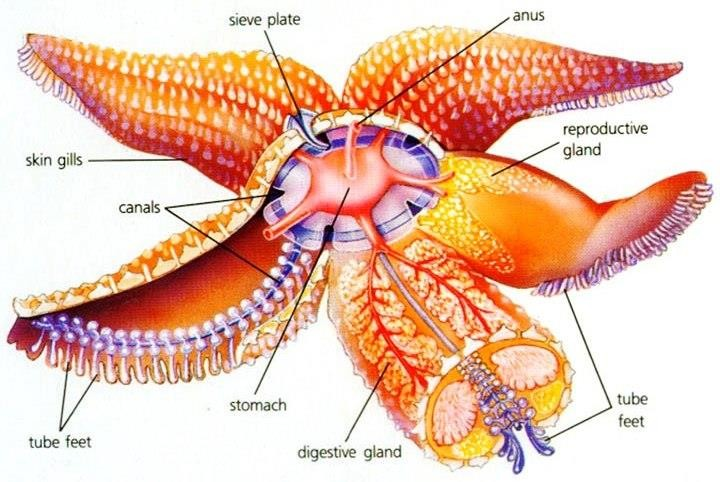 sieve plate
anus
reproductive
gland
skin gills
canals
stomach
tube feet
digestive gland
tube
feet